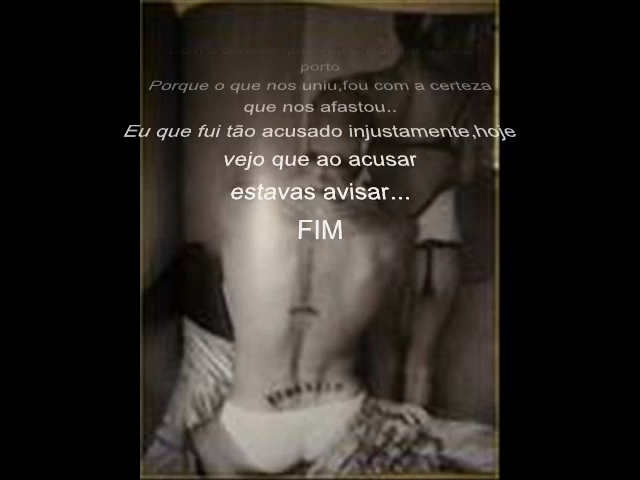 porto
Porque o que nos uniu,fou com a certeza
que nos afastou..
Eu que fui tão acusado injustamente,hoje
vejo que ao acusar
estavas avisar...
FIM